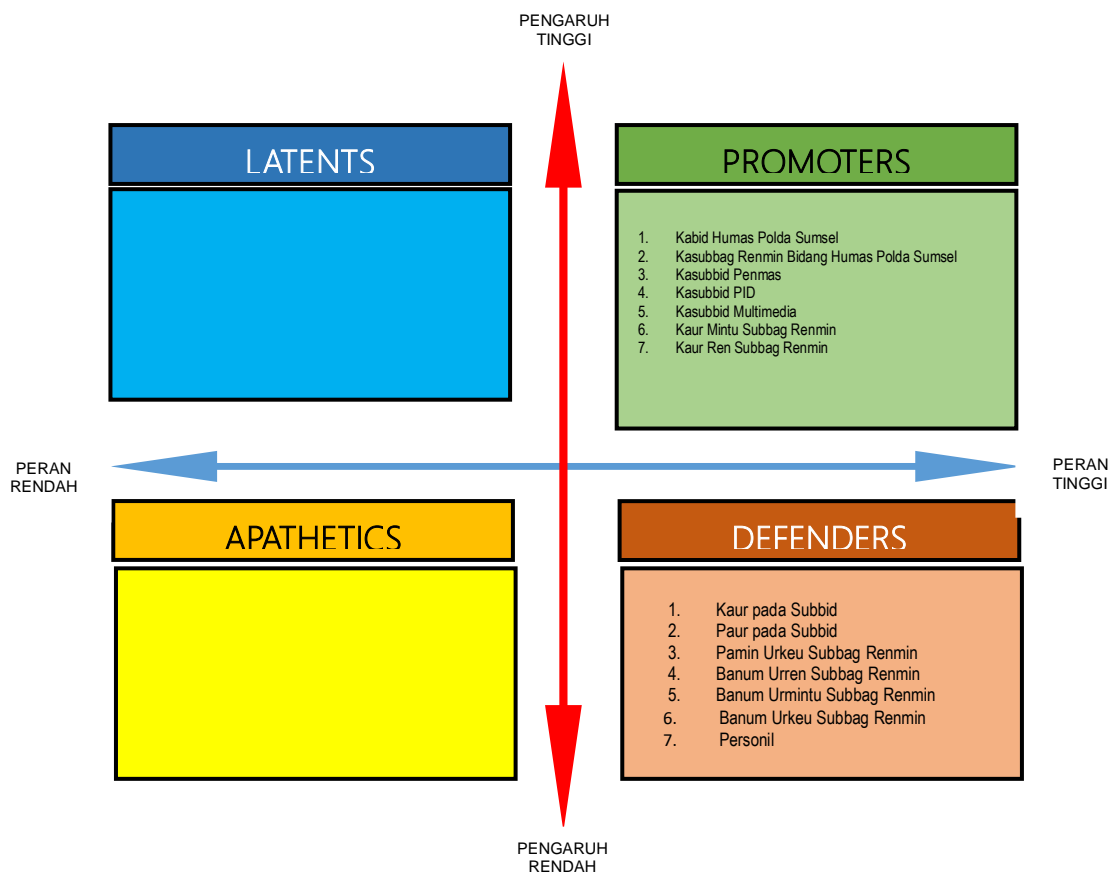 PENGARUH
TINGGI
LATENTS
PROMOTERS
1. Kabid Humas Polda Sumsel
2. Kasubbag Renmin Bidang Humas Polda Sumsel
3. Kasubbid Penmas
4. Kasubbid PID
5. Kasubbid Multimedia
6. Kaur Mintu Subbag Renmin
7. Kaur Ren Subbag Renmin
PERAN
RENDAH
PERAN
TINGGI
APATHETICS
DEFENDERS
1. Kaur pada Subbid
2. Paur pada Subbid
3. Pamin Urkeu Subbag Renmin
4. Banum Urren Subbag Renmin
5. Banum Urmintu Subbag Renmin
6. Banum Urkeu Subbag Renmin
7. Personil
PENGARUH
RENDAH